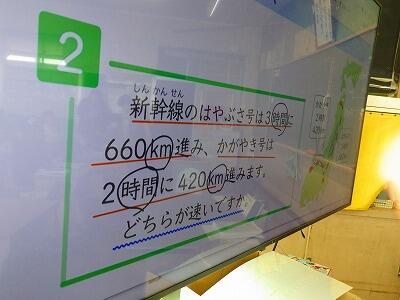 2
しんかんせん
新幹線のはやぶさ号は3時間に
660km進み、かがやき号は
2時間に420km進みます。
どちらが速いですか。